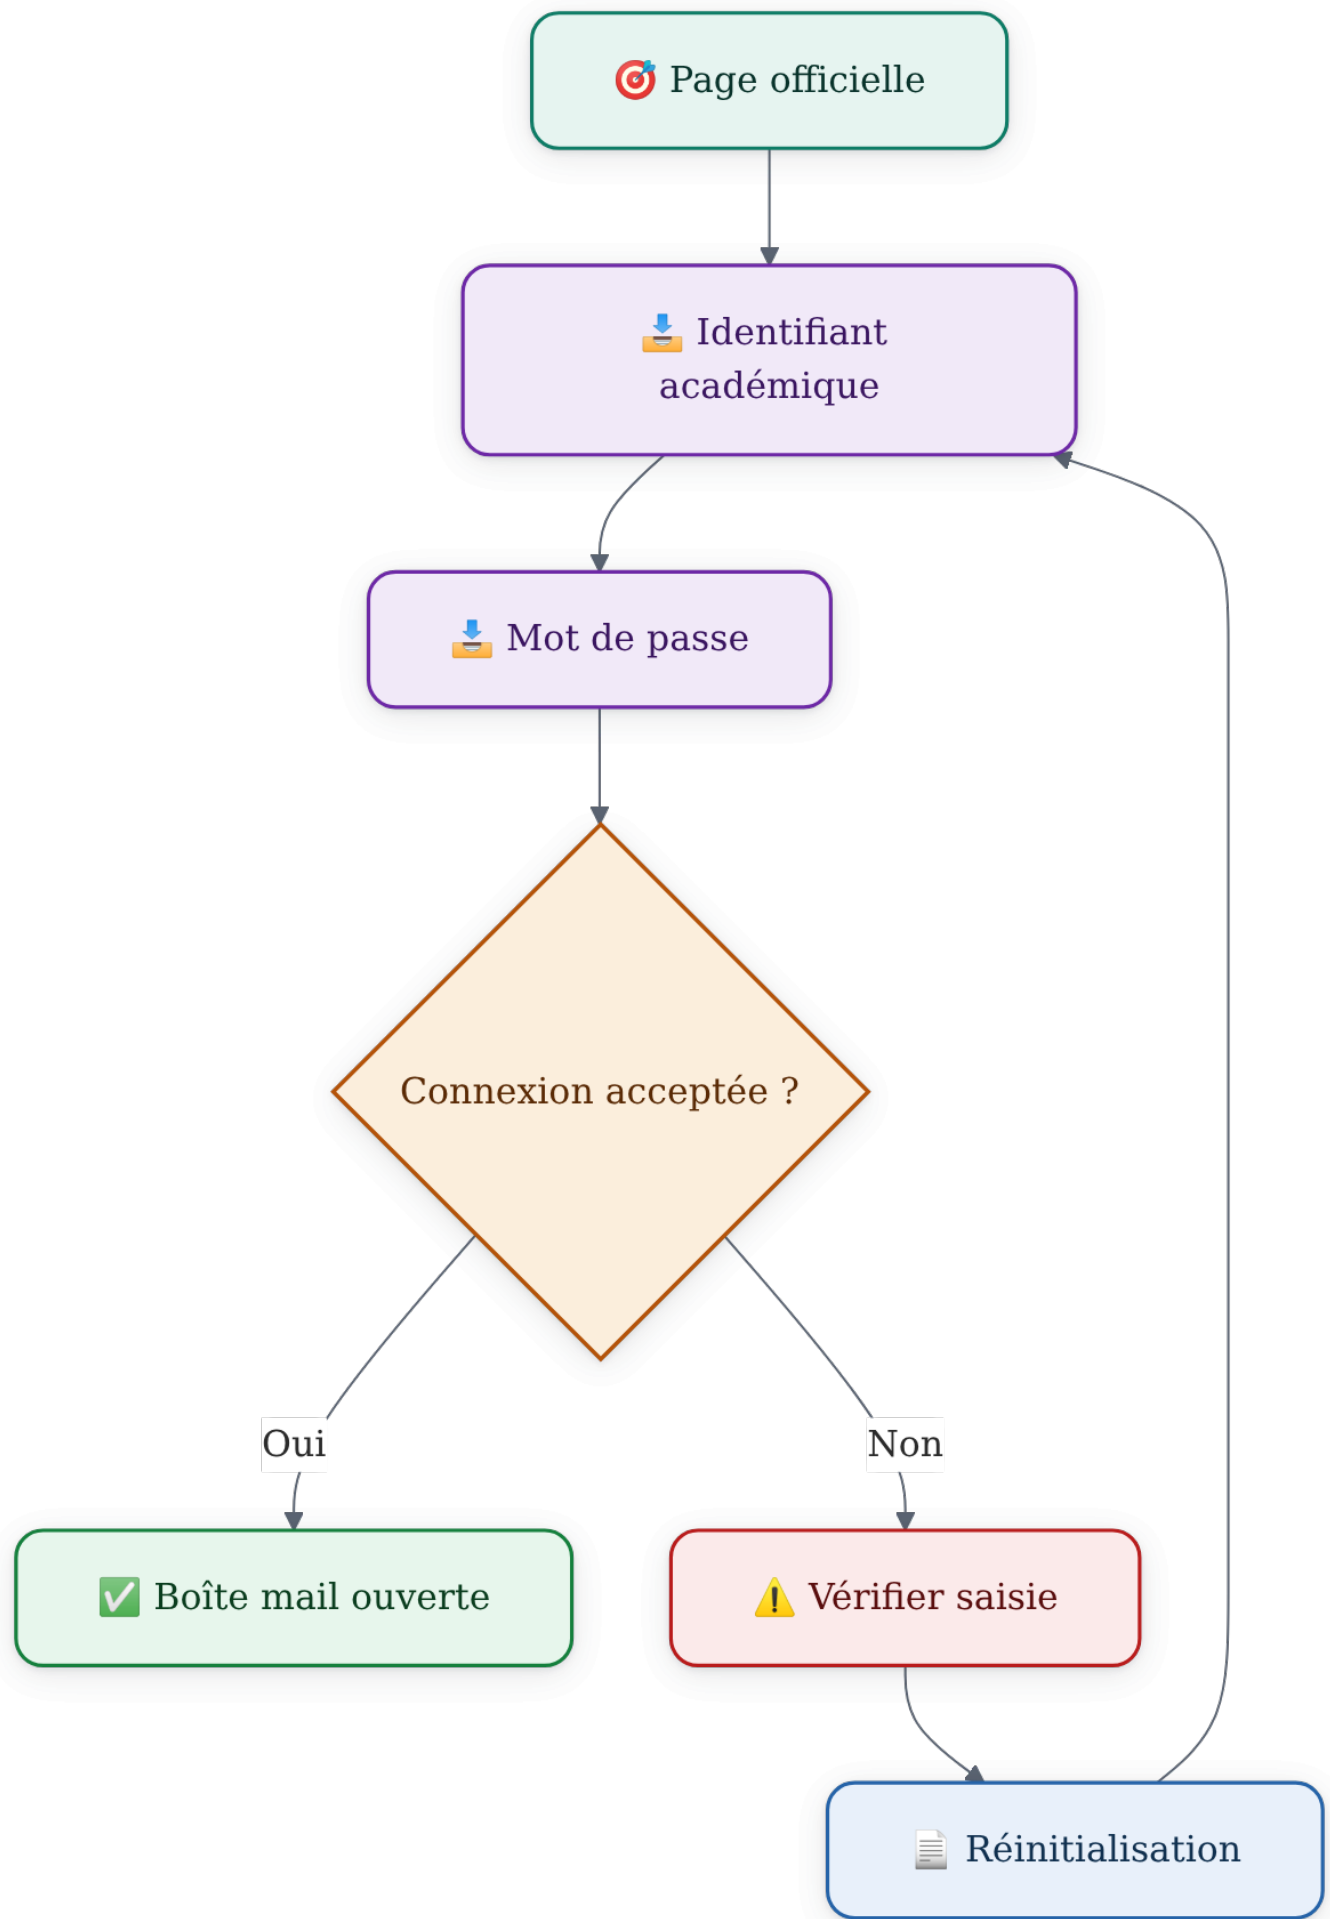 🎯 Page officielle
📥 Identifiant
académique
📥 Mot de passe
Connexion acceptée ?
Oui
Non
✅ Boîte mail ouverte
⚠️ Vérifier saisie
📄 Réinitialisation